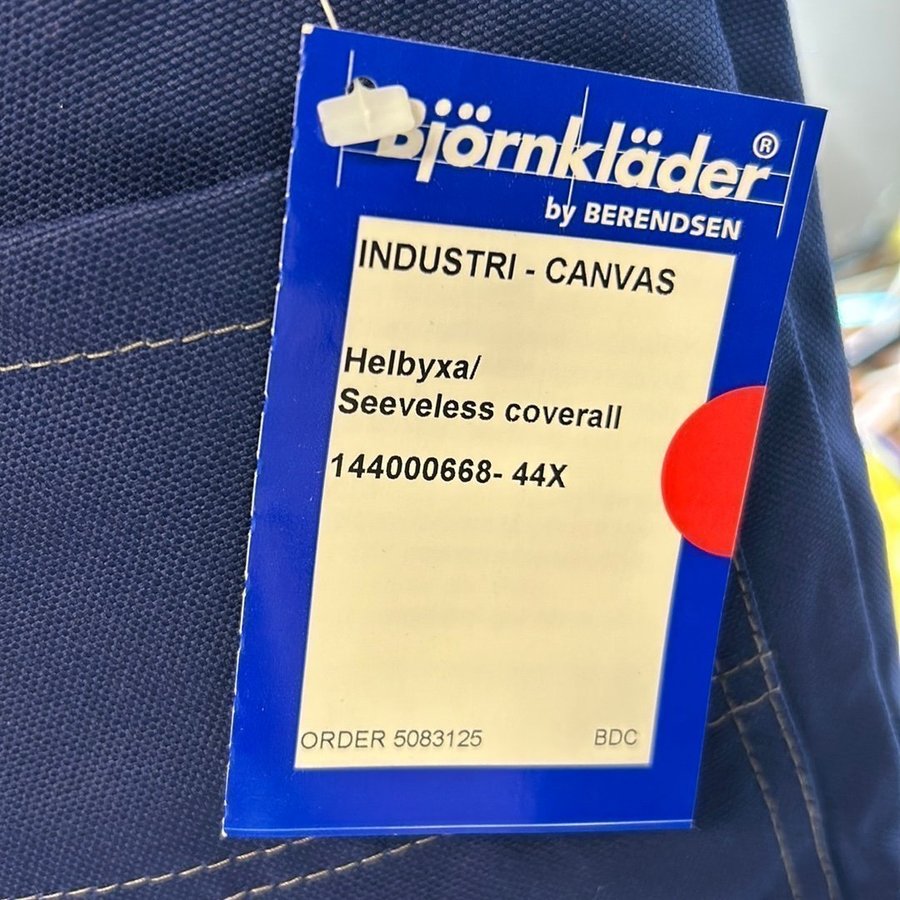 Björnkläder®
by BERENDSEN
INDUSTRI - CANVAS
Helbyxa/
Seeveless coverall
144000668- 44X
ORDER 5083125 BDC